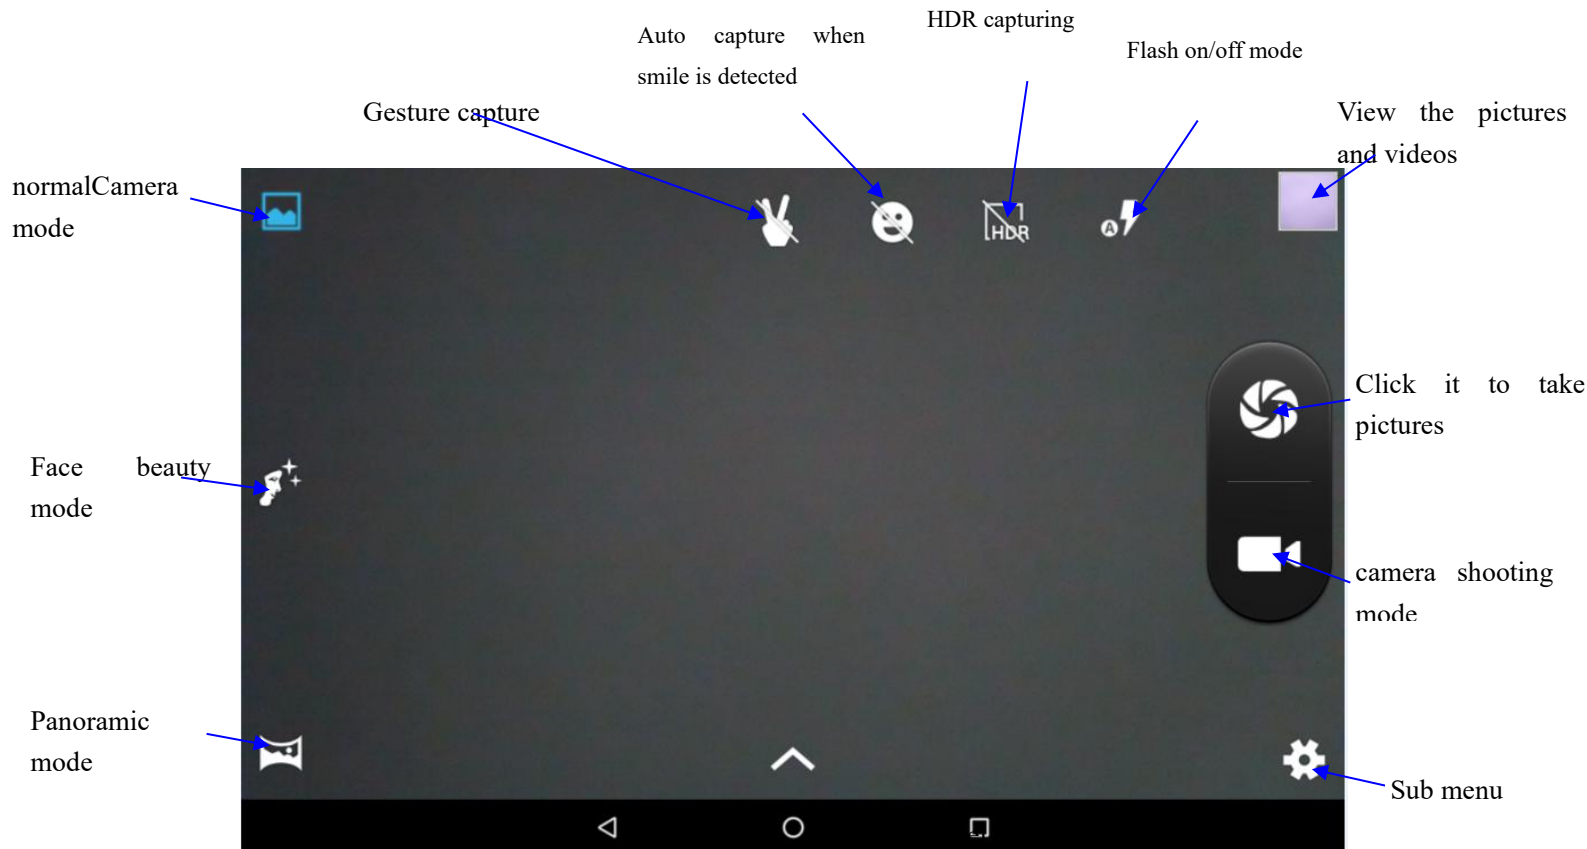 HDR capturing
Auto capture when
smile is detected
Flash on/off mode
Gesture capture
View the pictures
and videos
normalCamera
mode
HDR
A
Click it to take
pictures
Face beauty
mode
camera shooting
mode
Panoramic
mode
Sub menu